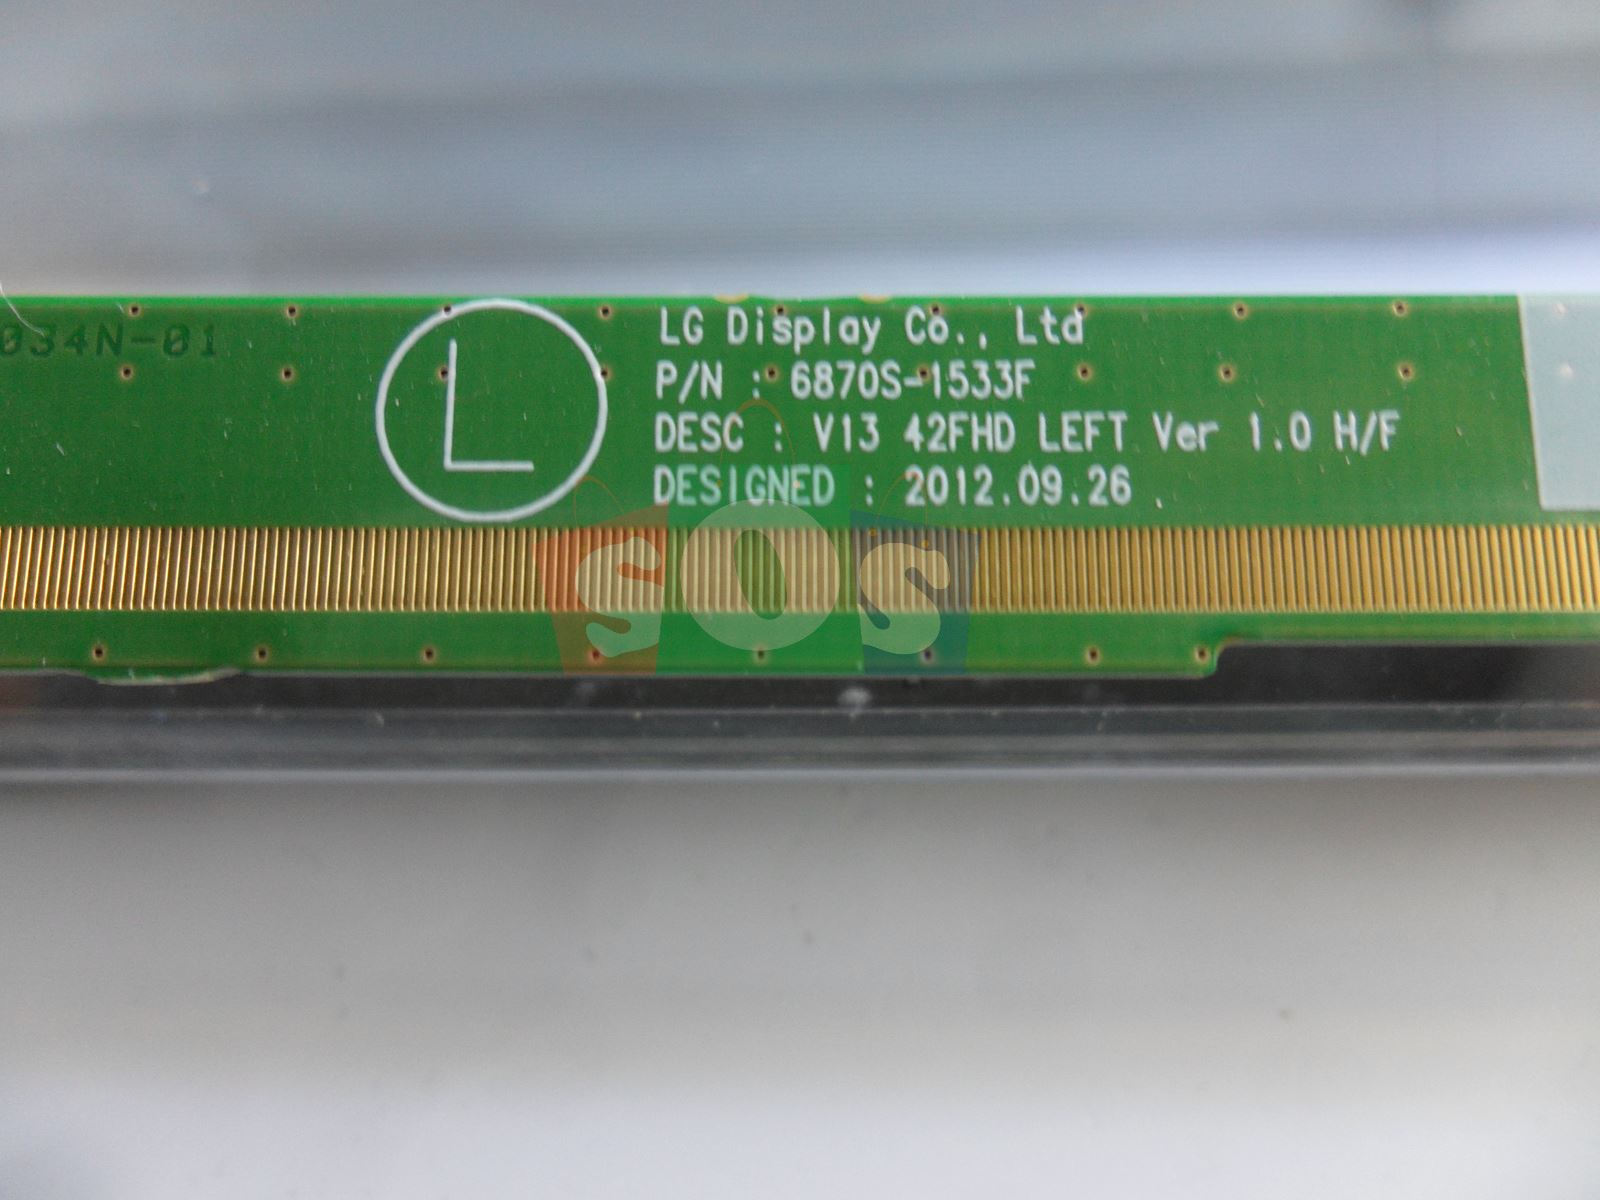 034N-01
L
LG Display Co., Ltd
P/N : 6870S-1533F
DESC : V13 42FHD LEFT Ver 1.0 H/F
DESIGNED : 2012.09.26 .
SOS